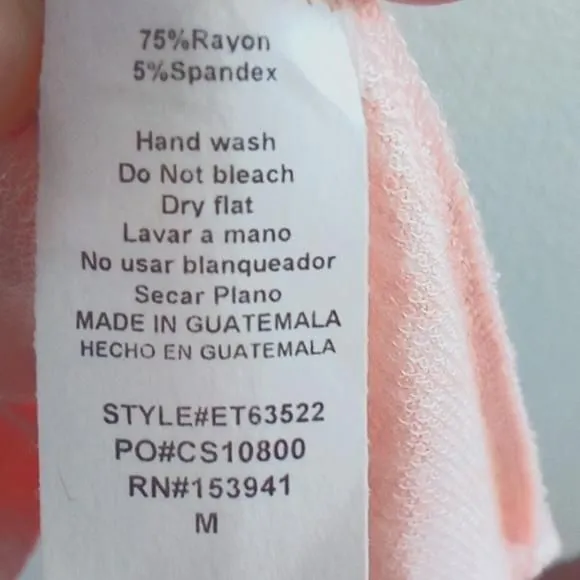 75%Rayon
5%Spandex
Hand wash
Do Not bleach
Dry flat
Lavar a mano
No usar blanqueador
Secar Plano
MADE IN GUATEMALA
HECHO EN GUATEMALA
STYLE#ET63522
PO#CS10800
RN#153941
M